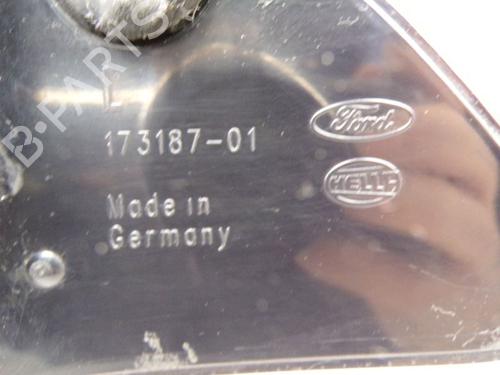 B-PARTS
L
173187-01
Ford
HELLA
Made in
Germany